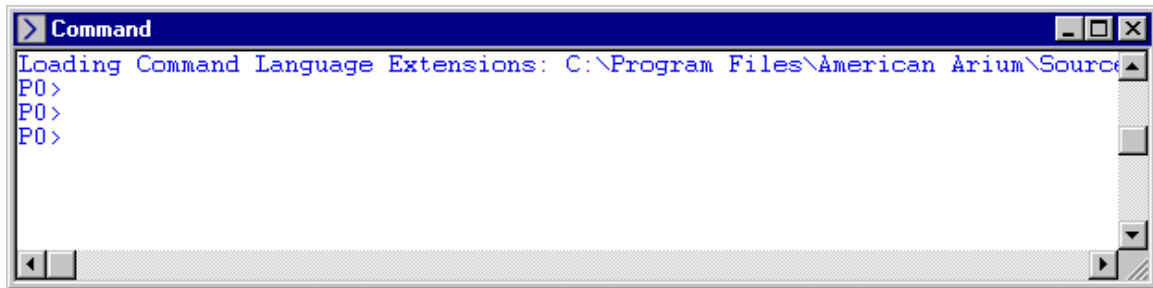 Command
Loading Command Language Extensions: C:\Program Files\American Arium\Source
P0>
P0>
P0>